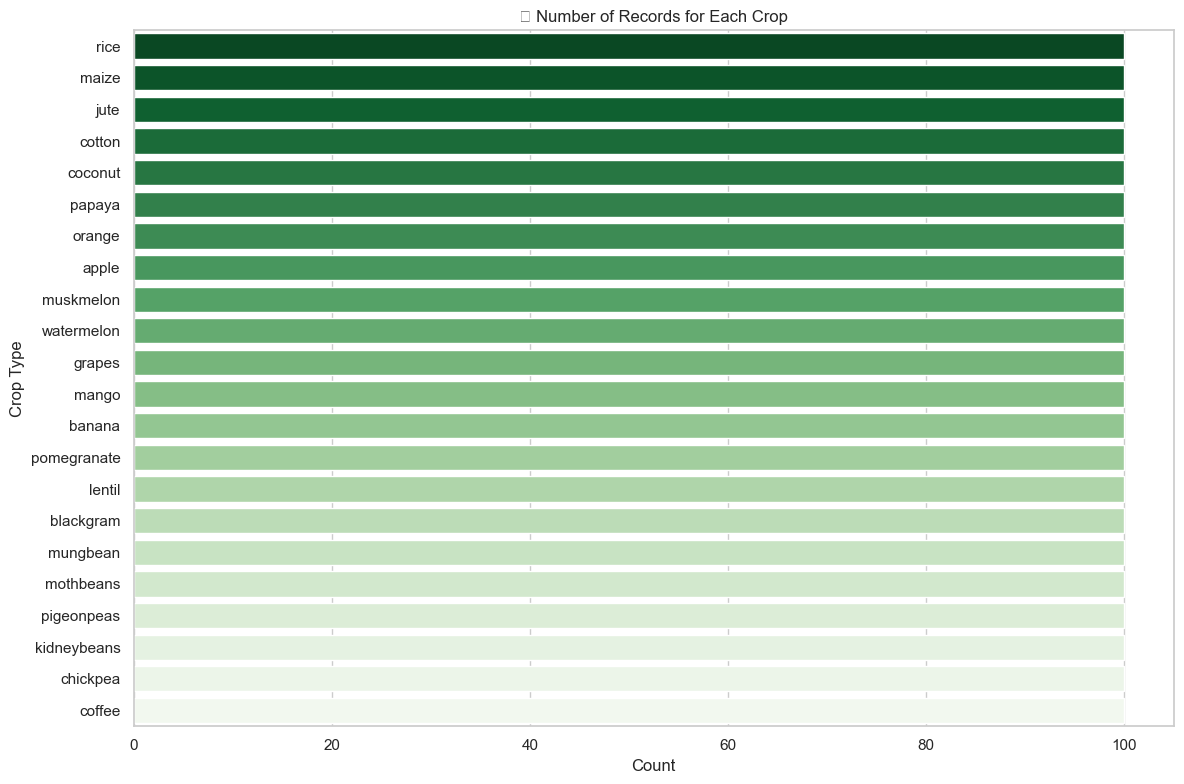 ▯ Number of Records for Each Crop
rice
maize
jute
cotton
coconut
papaya
orange
apple
muskmelon
watermelon
grapes
mango
banana
pomegranate
lentil
blackgram
mungbean
mothbeans
pigeonpeas
kidneybeans
chickpea
coffee
Crop Type
0 20 40 60 80 100
Count